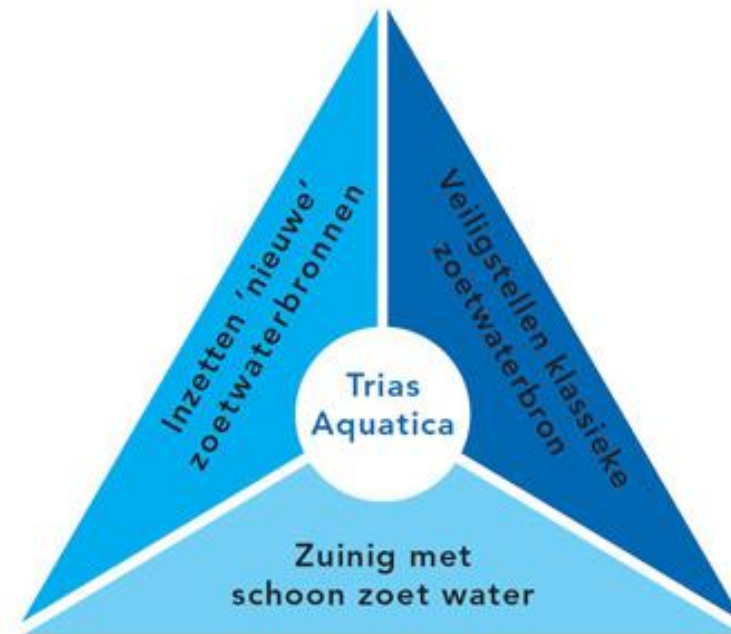 Inzetten ‘nieuwe’
zoetwaterbronnen
Veiligstellen klassieke
zoetwaterbron
Trias
Aquatica
Zuinig met
schoon zoet water